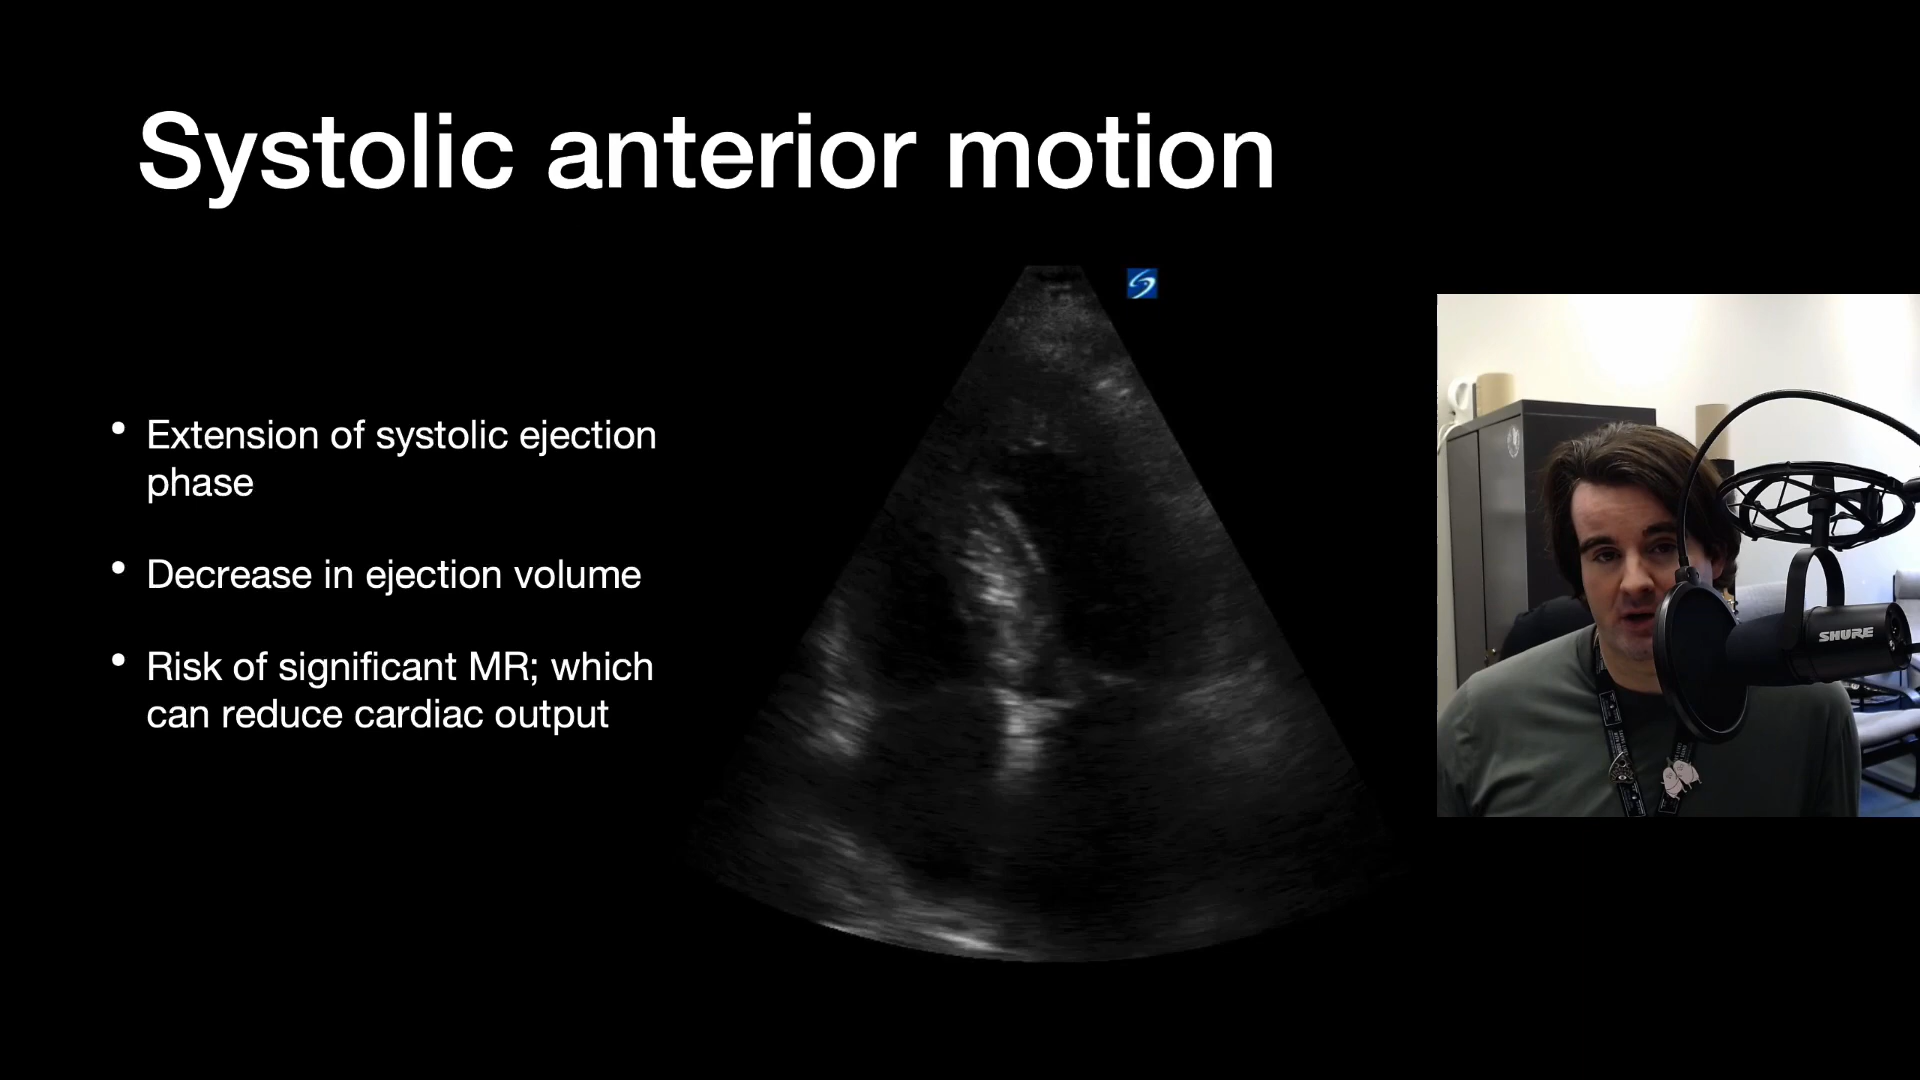 Systolic anterior motion
• Extension of systolic ejection
phase
• Decrease in ejection volume
• Risk of significant MR; which
can reduce cardiac output
SHURE